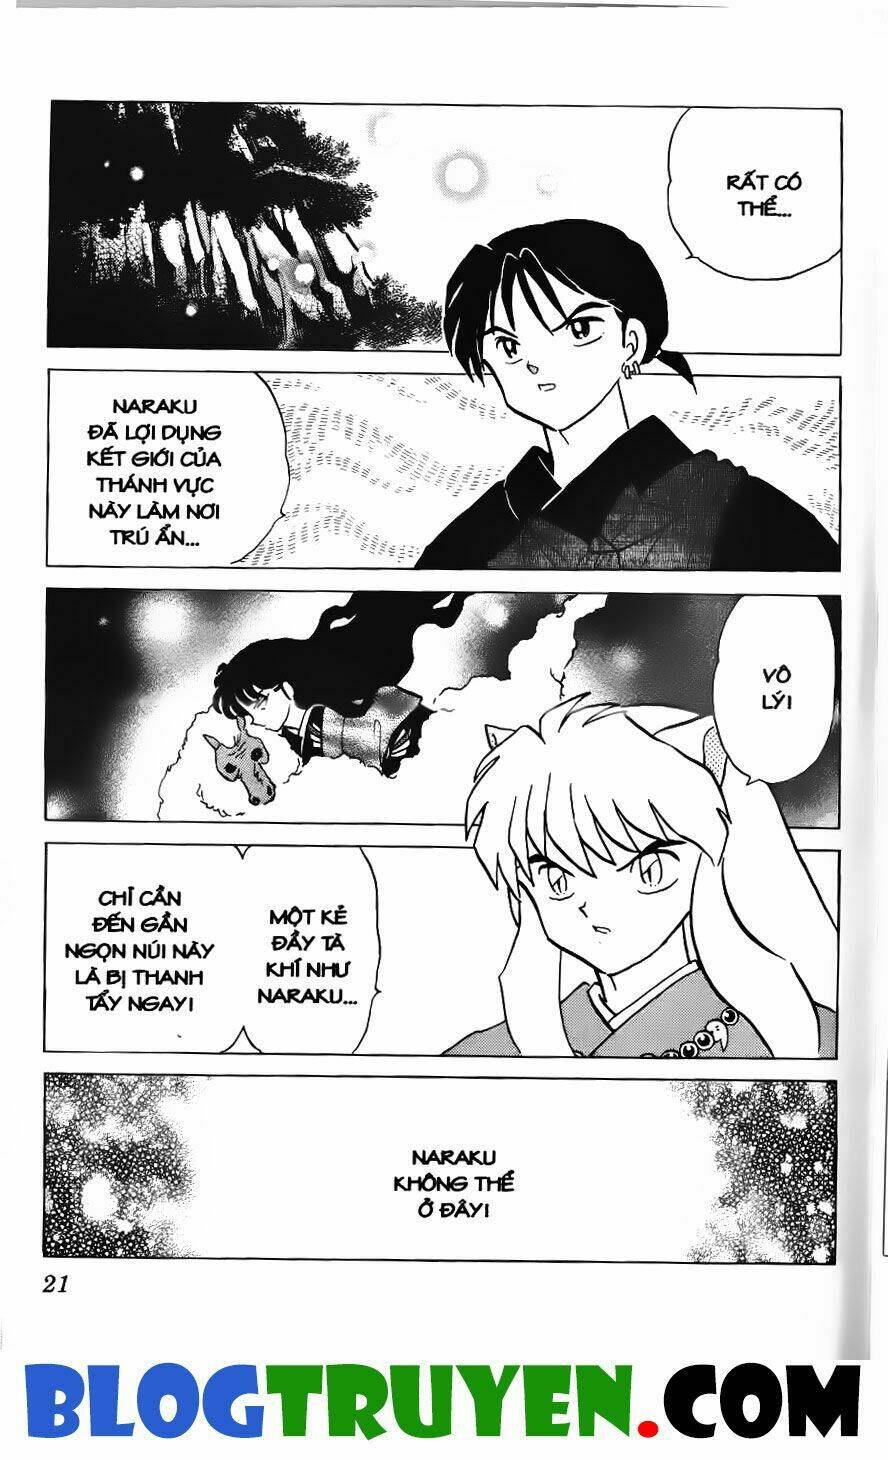 RẤT CÓ
THỂ...
NARAKU
ĐÃ LỢI DỤNG
KẾT GIỚI CỦA
THÁNH VỰC
NÀY LÀM NƠI
TRÚ ẨN...
VÔ
LÝ!
MỘT KẺ
ĐẦY TÀ
KHÍ NHƯ
NARAKU...
CHỈ CẦN
ĐẾN GẦN
NGỌN NÚI NÀY
LÀ BỊ THANH
TẨY NGAY!
NARAKU
KHÔNG THỂ
Ở ĐÂY!
21
BLOGTRUYEN.COM